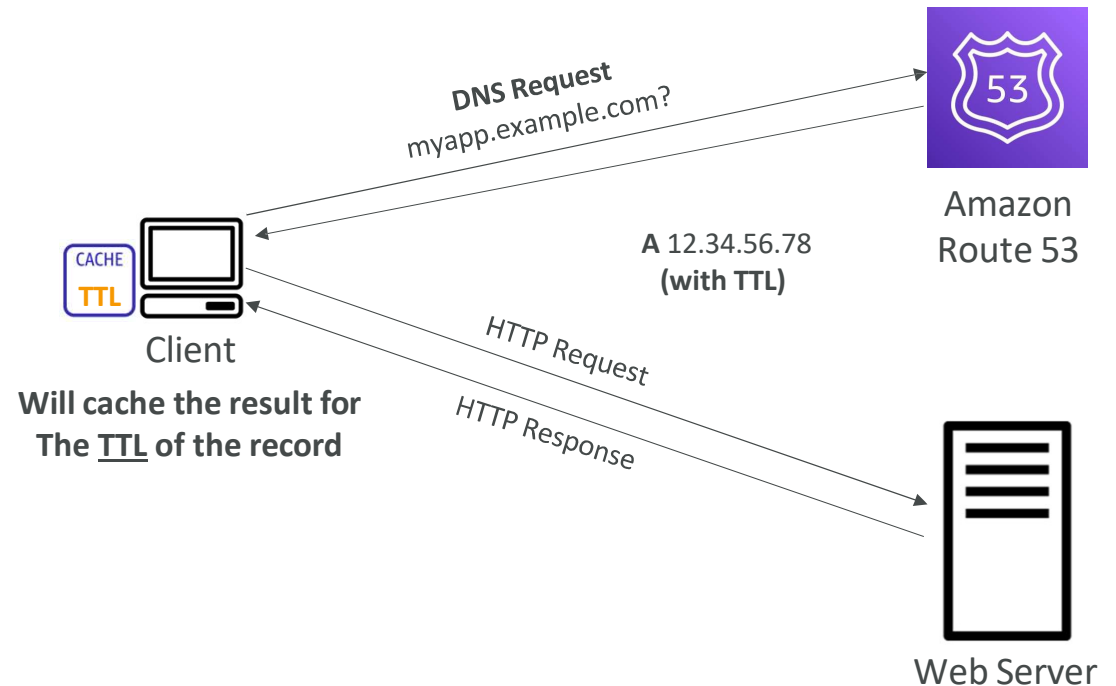 DNS Request
myapp.example.com?
53
Amazon
Route 53
A 12.34.56.78
(with TTL)
CACHE
TTL
Client
Will cache the result for
The TTL of the record
HTTP Request
HTTP Response
Web Server